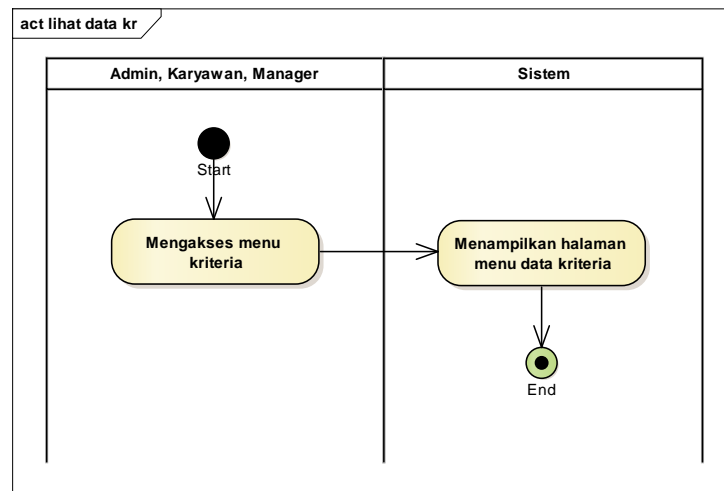 act lihat data kr
Admin, Karyawan, Manager
Sistem
Start
Mengakses menu
kriteria
Menampilkan halaman
menu data kriteria
End